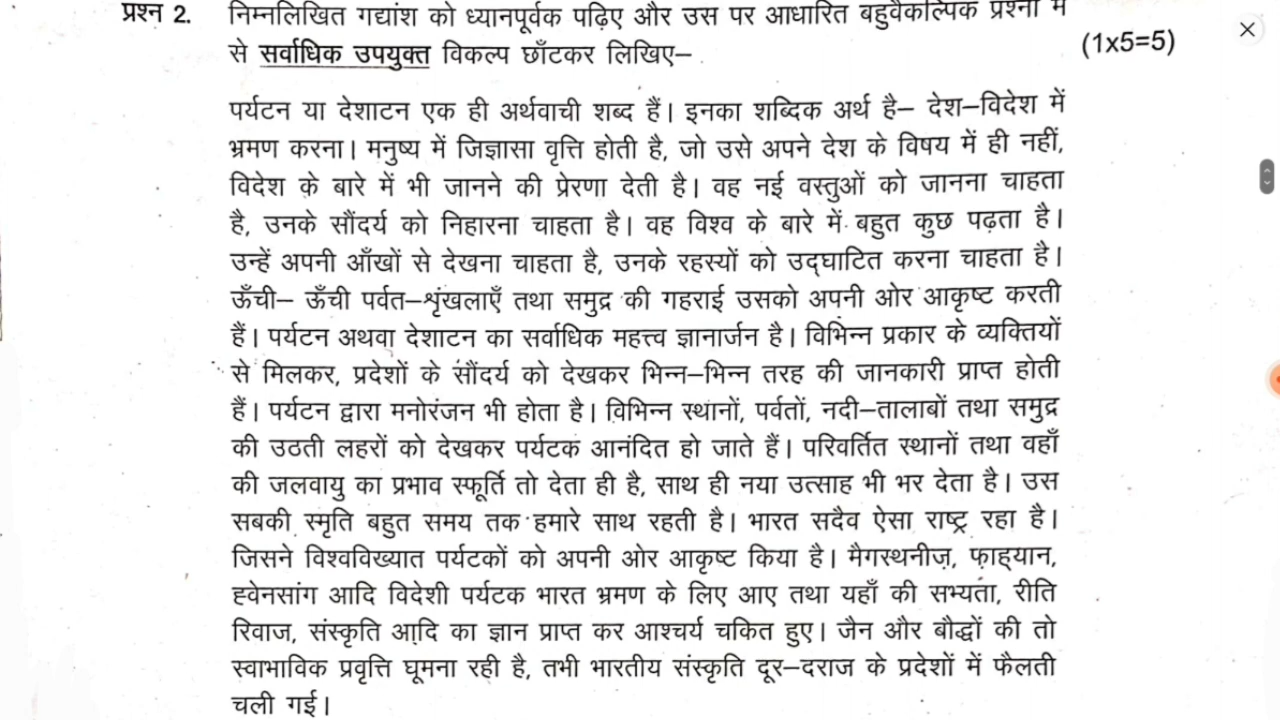 प्रश्न 2. निम्नलिखित गद्यांश को ध्यानपूर्वक पढ़िए और उस पर आधारित बहुवैकल्पिक प्रश्नों में
से सर्वाधिक उपयुक्त विकल्प छाँटकर लिखिए– (1x5=5)
पर्यटन या देशाटन एक ही अर्थवाची शब्द हैं। इनका शब्दिक अर्थ है– देश–विदेश में
भ्रमण करना। मनुष्य में जिज्ञासा वृत्ति होती है, जो उसे अपने देश के विषय में ही नहीं,
विदेश के बारे में भी जानने की प्रेरणा देती है। वह नई वस्तुओं को जानना चाहता
है, उनके सौंदर्य को निहारना चाहता है। वह विश्व के बारे में बहुत कुछ पढ़ता है।
उन्हें अपनी आँखों से देखना चाहता है, उनके रहस्यों को उद्घाटित करना चाहता है।
ऊँची– ऊँची पर्वत–शृंखलाएँ तथा समुद्र की गहराई उसको अपनी ओर आकृष्ट करती
हैं। पर्यटन अथवा देशाटन का सर्वाधिक महत्त्व ज्ञानार्जन है। विभिन्न प्रकार के व्यक्तियों
से मिलकर, प्रदेशों के सौंदर्य को देखकर भिन्न–भिन्न तरह की जानकारी प्राप्त होती
हैं। पर्यटन द्वारा मनोरंजन भी होता है। विभिन्न स्थानों, पर्वतों, नदी–तालाबों तथा समुद्र
की उठती लहरों को देखकर पर्यटक आनंदित हो जाते हैं। परिवर्तित स्थानों तथा वहाँ
की जलवायु का प्रभाव स्फूर्ति तो देता ही है, साथ ही नया उत्साह भी भर देता है। उस
सबकी स्मृति बहुत समय तक हमारे साथ रहती है। भारत सदैव ऐसा राष्ट्र रहा है।
जिसने विश्वविख्यात पर्यटकों को अपनी ओर आकृष्ट किया है। मैगस्थनीज़, फ़ाह्यान,
ह्वेनसांग आदि विदेशी पर्यटक भारत भ्रमण के लिए आए तथा यहाँ की सभ्यता, रीति
रिवाज, संस्कृति आदि का ज्ञान प्राप्त कर आश्चर्य चकित हुए। जैन और बौद्धों की तो
स्वाभाविक प्रवृत्ति घूमना रही है, तभी भारतीय संस्कृति दूर–दराज के प्रदेशों में फैलती
चली गई।